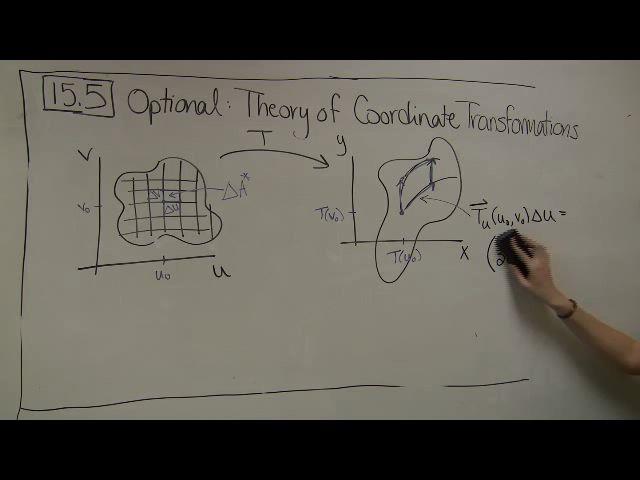 15.5 Optional: Theory of Coordinate Transformations
T
v
y
Δv
ΔA*
v₀
Δu
T(v₀)
T⃗ᵤ(u₀,v₀)Δu =
u₀
u
T(u₀)
x
(